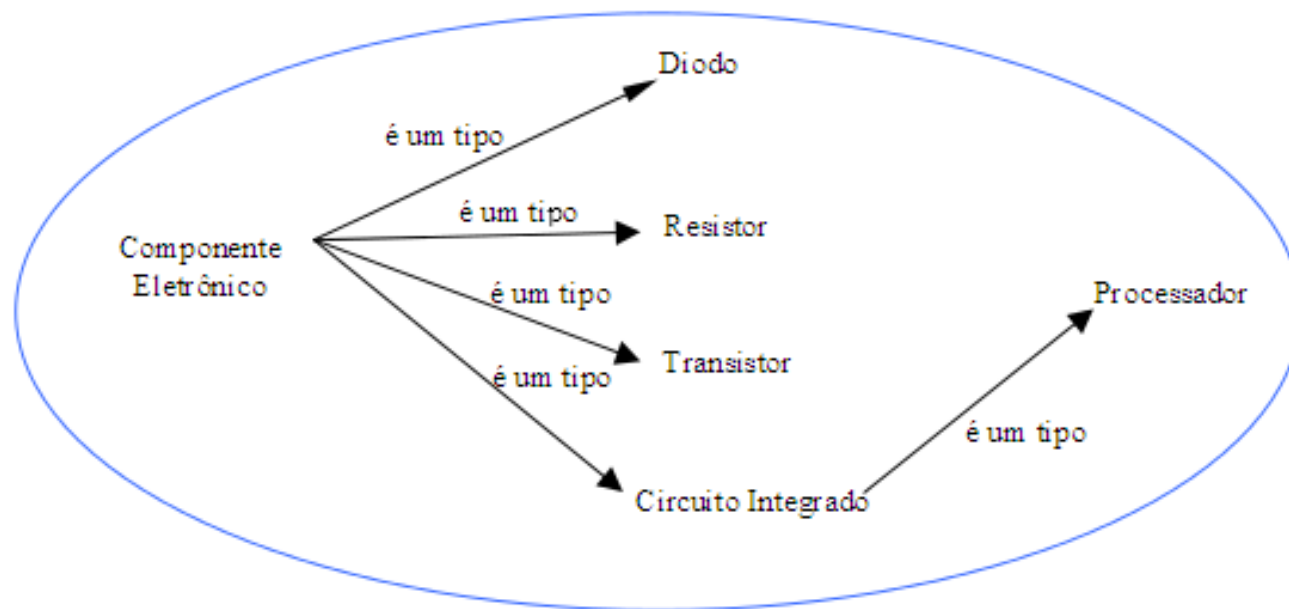 Diodo
é um tipo
é um tipo
Resistor
Componente
Eletrônico
é um tipo
Processador
Transistor
é um tipo
é um tipo
Circuito Integrado